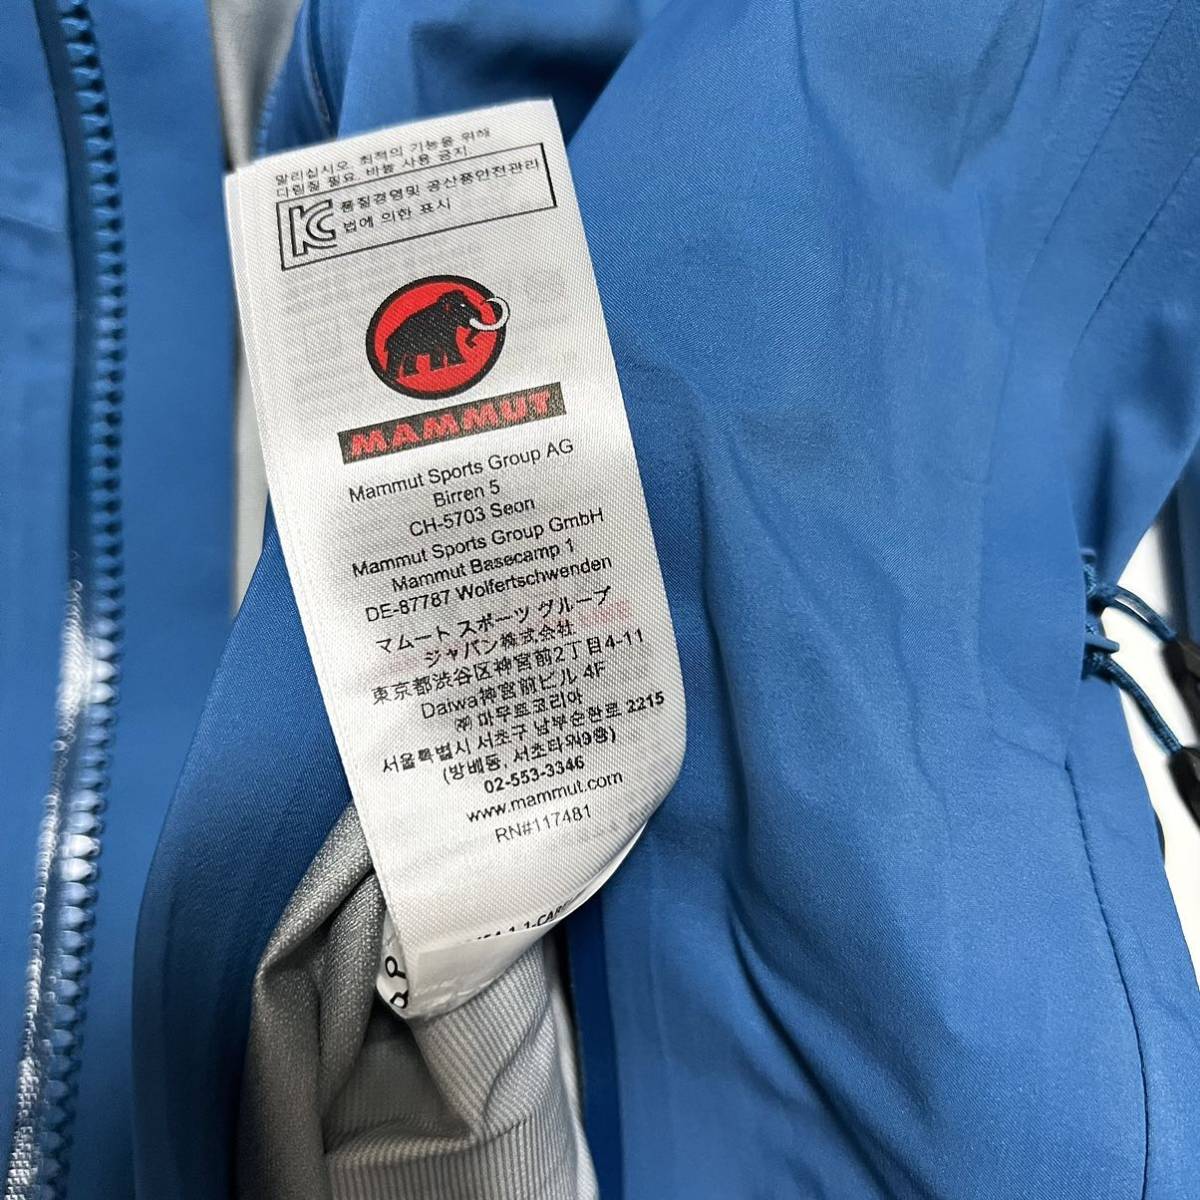 말리십시오. 최적의 기능을 위해
다림질 필요. 바늘 사용 금지.
품질경영및 공산품안전관리
법에 의한 표시
MAMMUT
Mammut Sports Group AG
Birren 5
CH-5703 Seon
Mammut Sports Group GmbH
Mammut Basecamp 1
DE-87787 Wolfertschwenden
マムート スポーツ グループ
ジャパン株式会社
東京都渋谷区神宮前2丁目4-11
Daiwa神宮前ビル 4F
㈜ 마무트코리아
서울특별시 서초구 남부순환로 2215
(방배동, 서초타워9층)
02-553-3346
www.mammut.com
RN#117481